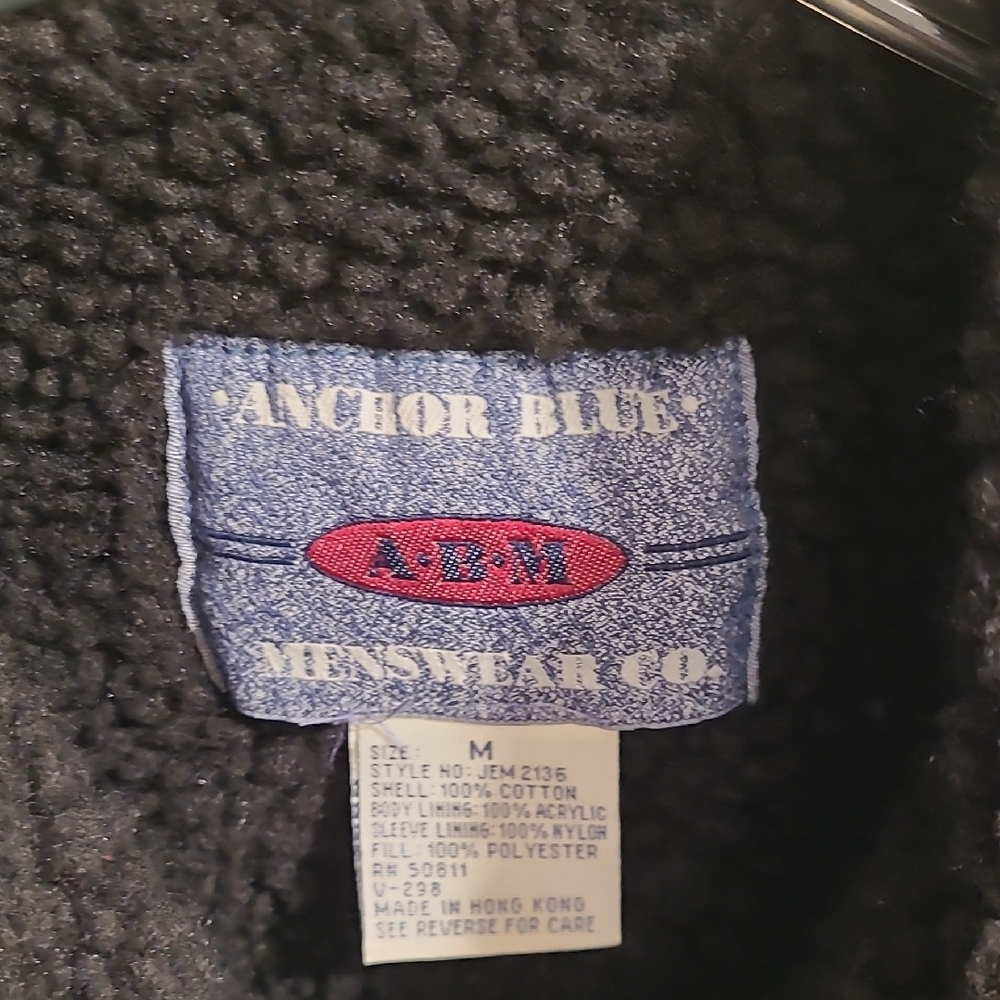 ·ANCHOR BLUE·
A·B·M
MENSWEAR CO.
SIZE: M
STYLE NO: JEM 2136
SHELL: 100% COTTON
BODY LINING: 100% ACRYLIC
SLEEVE LINING: 100% NYLON
FILL: 100% POLYESTER
RN 50811
V-298
MADE IN HONG KONG
SEE REVERSE FOR CARE